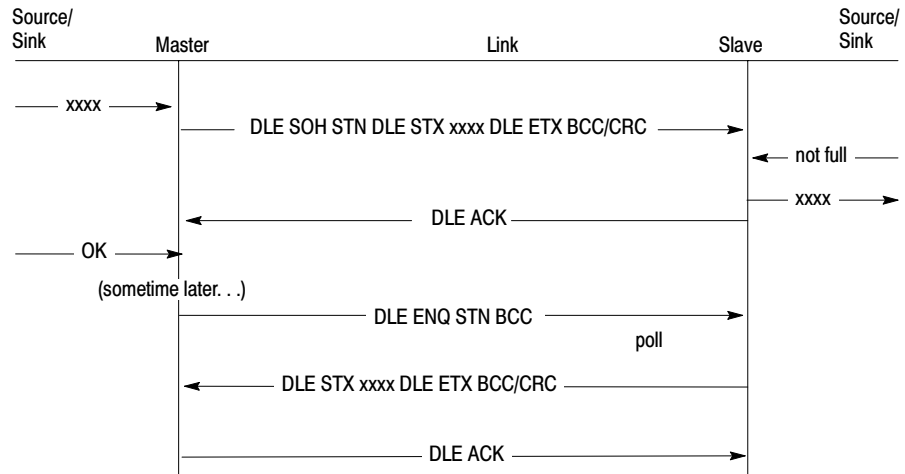 Source/
Sink
Master
Link
Slave
Source/
Sink
xxxx
DLE SOH STN DLE STX xxxx DLE ETX BCC/CRC
not full
xxxx
DLE ACK
OK
(sometime later. . .)
DLE ENQ STN BCC
poll
DLE STX xxxx DLE ETX BCC/CRC
DLE ACK